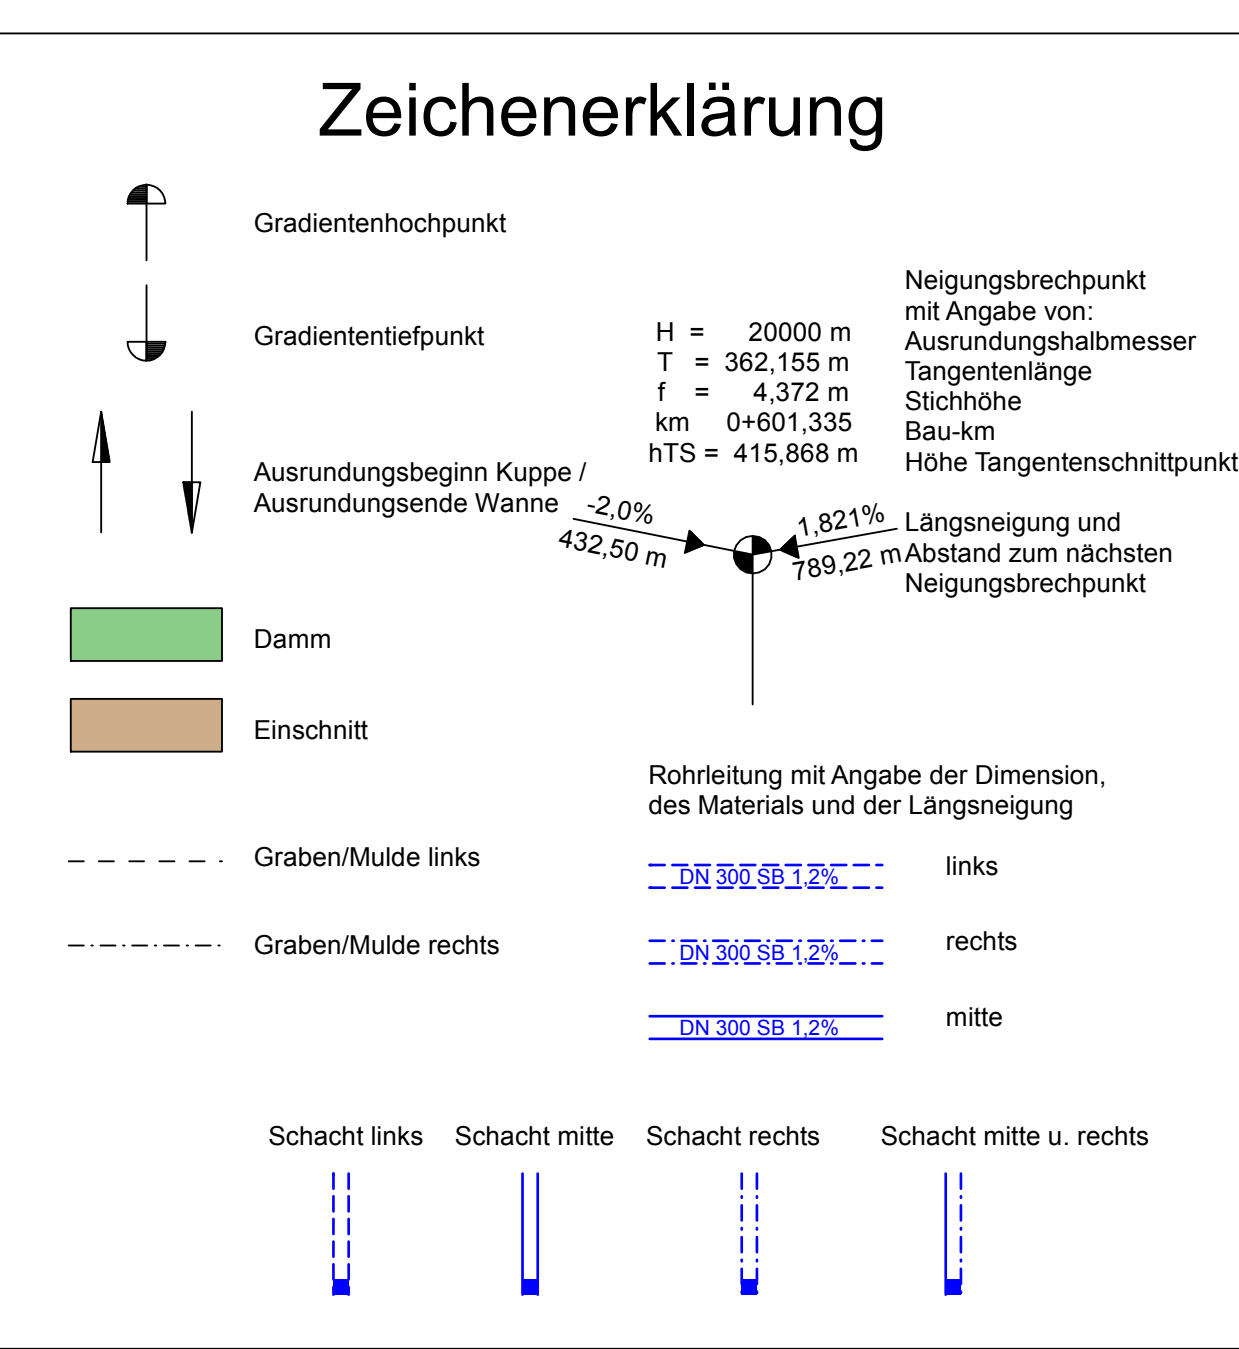 Zeichenerklärung
Gradientenhochpunkt
Gradiententiefpunkt
Ausrundungsbeginn Kuppe /
Ausrundungsende Wanne
Damm
Einschnitt
Graben/Mulde links
Graben/Mulde rechts
H = 20000 m
T = 362,155 m
f = 4,372 m
km 0+601,335
hTS = 415,868 m
Neigungsbrechpunkt
mit Angabe von:
Ausrundungshalbmesser
Tangentenlänge
Stichhöhe
Bau-km
Höhe Tangentenschnittpunkt
-2,0%
432,50 m
1,821%
789,22 m
Längsneigung und
Abstand zum nächsten
Neigungsbrechpunkt
Rohrleitung mit Angabe der Dimension,
des Materials und der Längsneigung
DN 300 SB 1,2%
links
DN 300 SB 1,2%
rechts
DN 300 SB 1,2%
mitte
Schacht links
Schacht mitte
Schacht rechts
Schacht mitte u. rechts